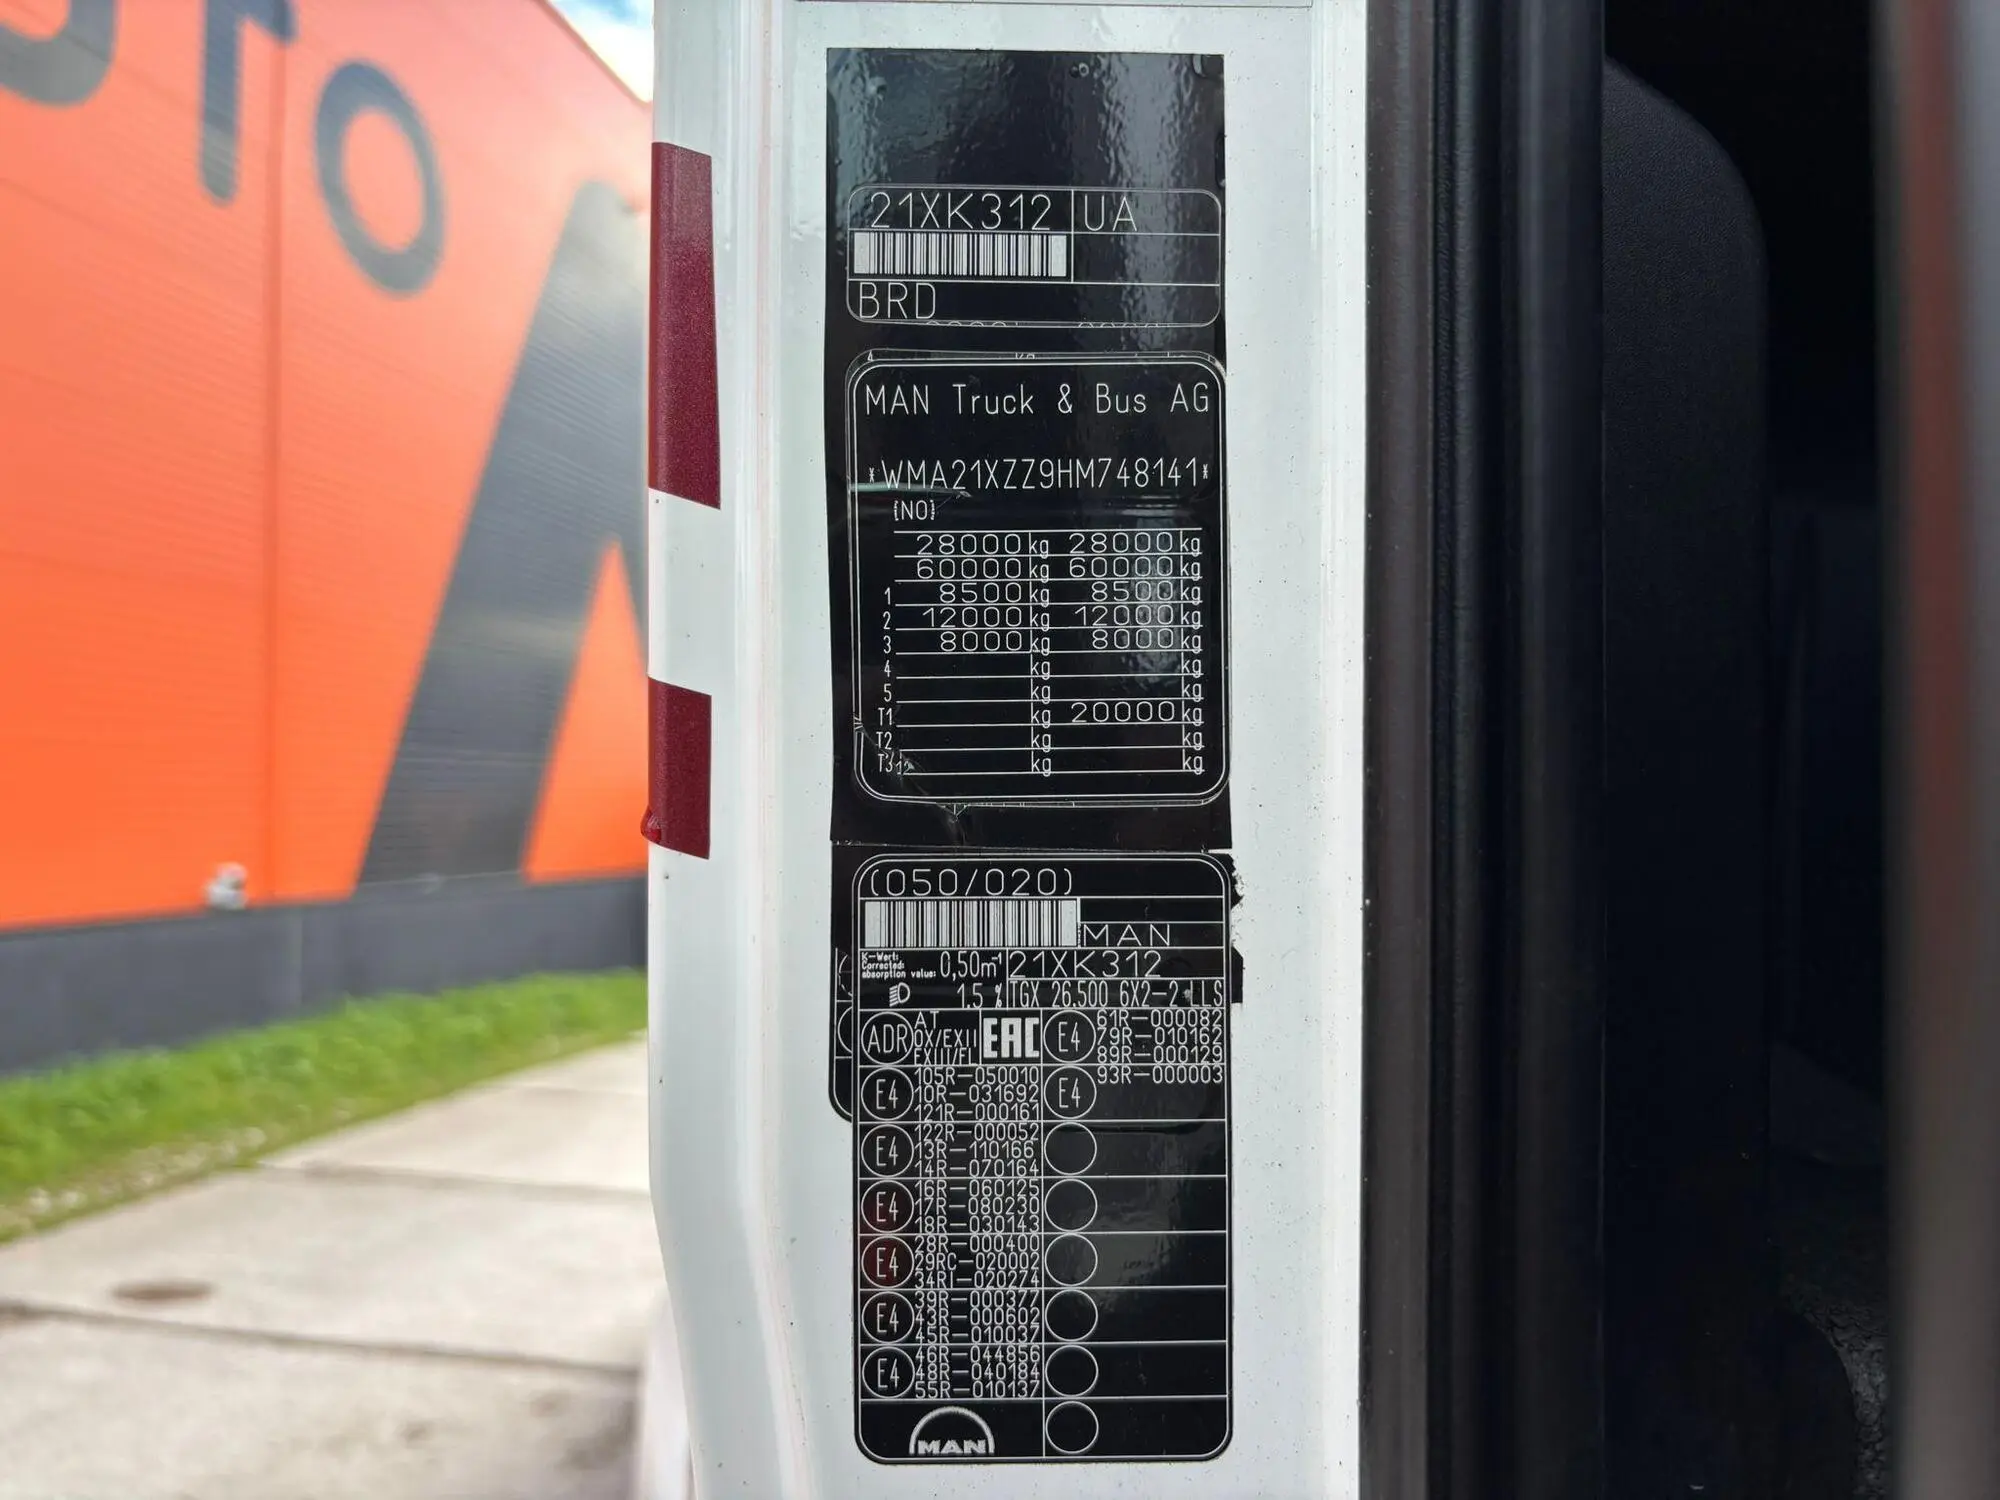 UTO
21XK312 UA
BRD
MAN Truck & Bus AG
*WMA21XZZ9HM748141*
[NO]
28000 kg 28000 kg
60000 kg 60000 kg
1 8500 kg 8500 kg
2 12000 kg 12000 kg
3 8000 kg 8000 kg
4 kg kg
5 kg kg
T1 kg 20000 kg
T2 kg kg
T3 kg kg
(050/020)
MAN
K-Wert:
Corrected
absorption value: 0,50m⁻¹ 21XK312
1.5 % TGX 26.500 6X2-2 LLS
ADR AT
OX/EXII
EXIII/FL
EAC
E4 61R-000082
79R-010162
89R-000129
E4 105R-050010
10R-031692
121R-000161
E4 93R-000003
E4 122R-000052
13R-110166
14R-070164
E4 16R-060125
17R-080230
18R-030143
E4 28R-000400
29RC-020002
34RI-020274
E4 39R-000377
43R-000602
45R-010037
E4 46R-044856
48R-040184
55R-010137
MAN